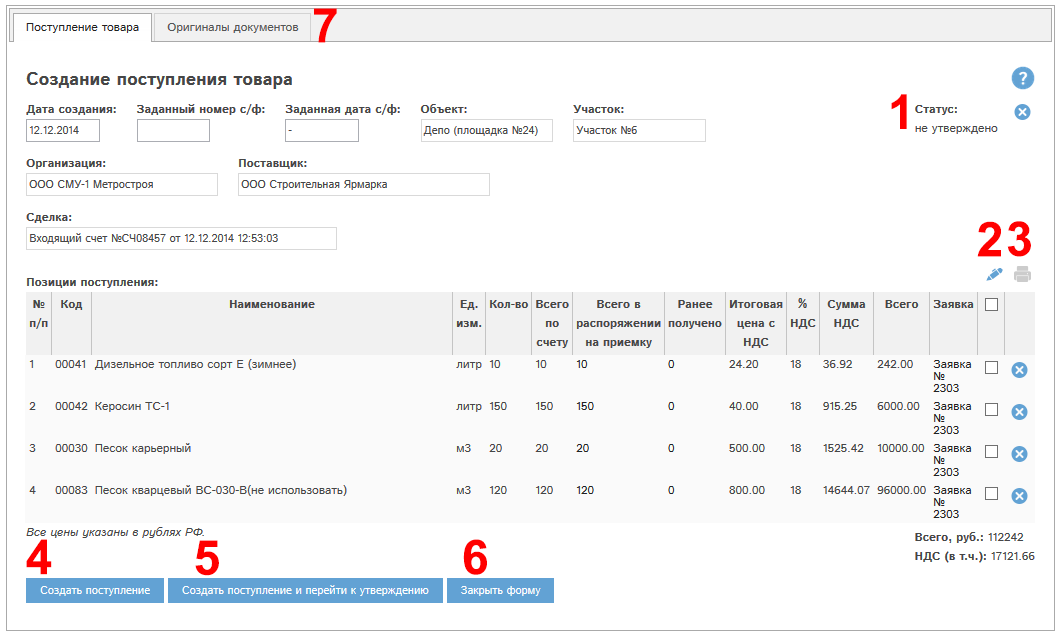 Поступление товара Оригиналы документов 7
Создание поступления товара ?
Дата создания: Заданный номер с/ф: Заданная дата с/ф: Объект: Участок: 1 Статус:
12.12.2014 - Депо (площадка №24) Участок №6 не утверждено
Организация: Поставщик:
ООО СМУ-1 Метростроя ООО Строительная Ярмарка
Сделка:
Входящий счет №СЧ08457 от 12.12.2014 12:53:03
2 3
Позиции поступления:
№ п/п Код Наименование Ед. изм. Кол-во Всего по счету Всего в распоряжении на приемку Ранее получено Итоговая цена с НДС % НДС Сумма НДС Всего Заявка
1 00041 Дизельное топливо сорт Е (зимнее) литр 10 10 10 0 24.20 18 36.92 242.00 Заявка № 2303
2 00042 Керосин ТС-1 литр 150 150 150 0 40.00 18 915.25 6000.00 Заявка № 2303
3 00030 Песок карьерный м3 20 20 20 0 500.00 18 1525.42 10000.00 Заявка № 2303
4 00083 Песок кварцевый ВС-030-В(не использовать) м3 120 120 120 0 800.00 18 14644.07 96000.00 Заявка № 2303
Все цены указаны в рублях РФ.
Всего, руб.: 112242
НДС (в т.ч.): 17121.66
4 5 6
Создать поступление Создать поступление и перейти к утверждению Закрыть форму